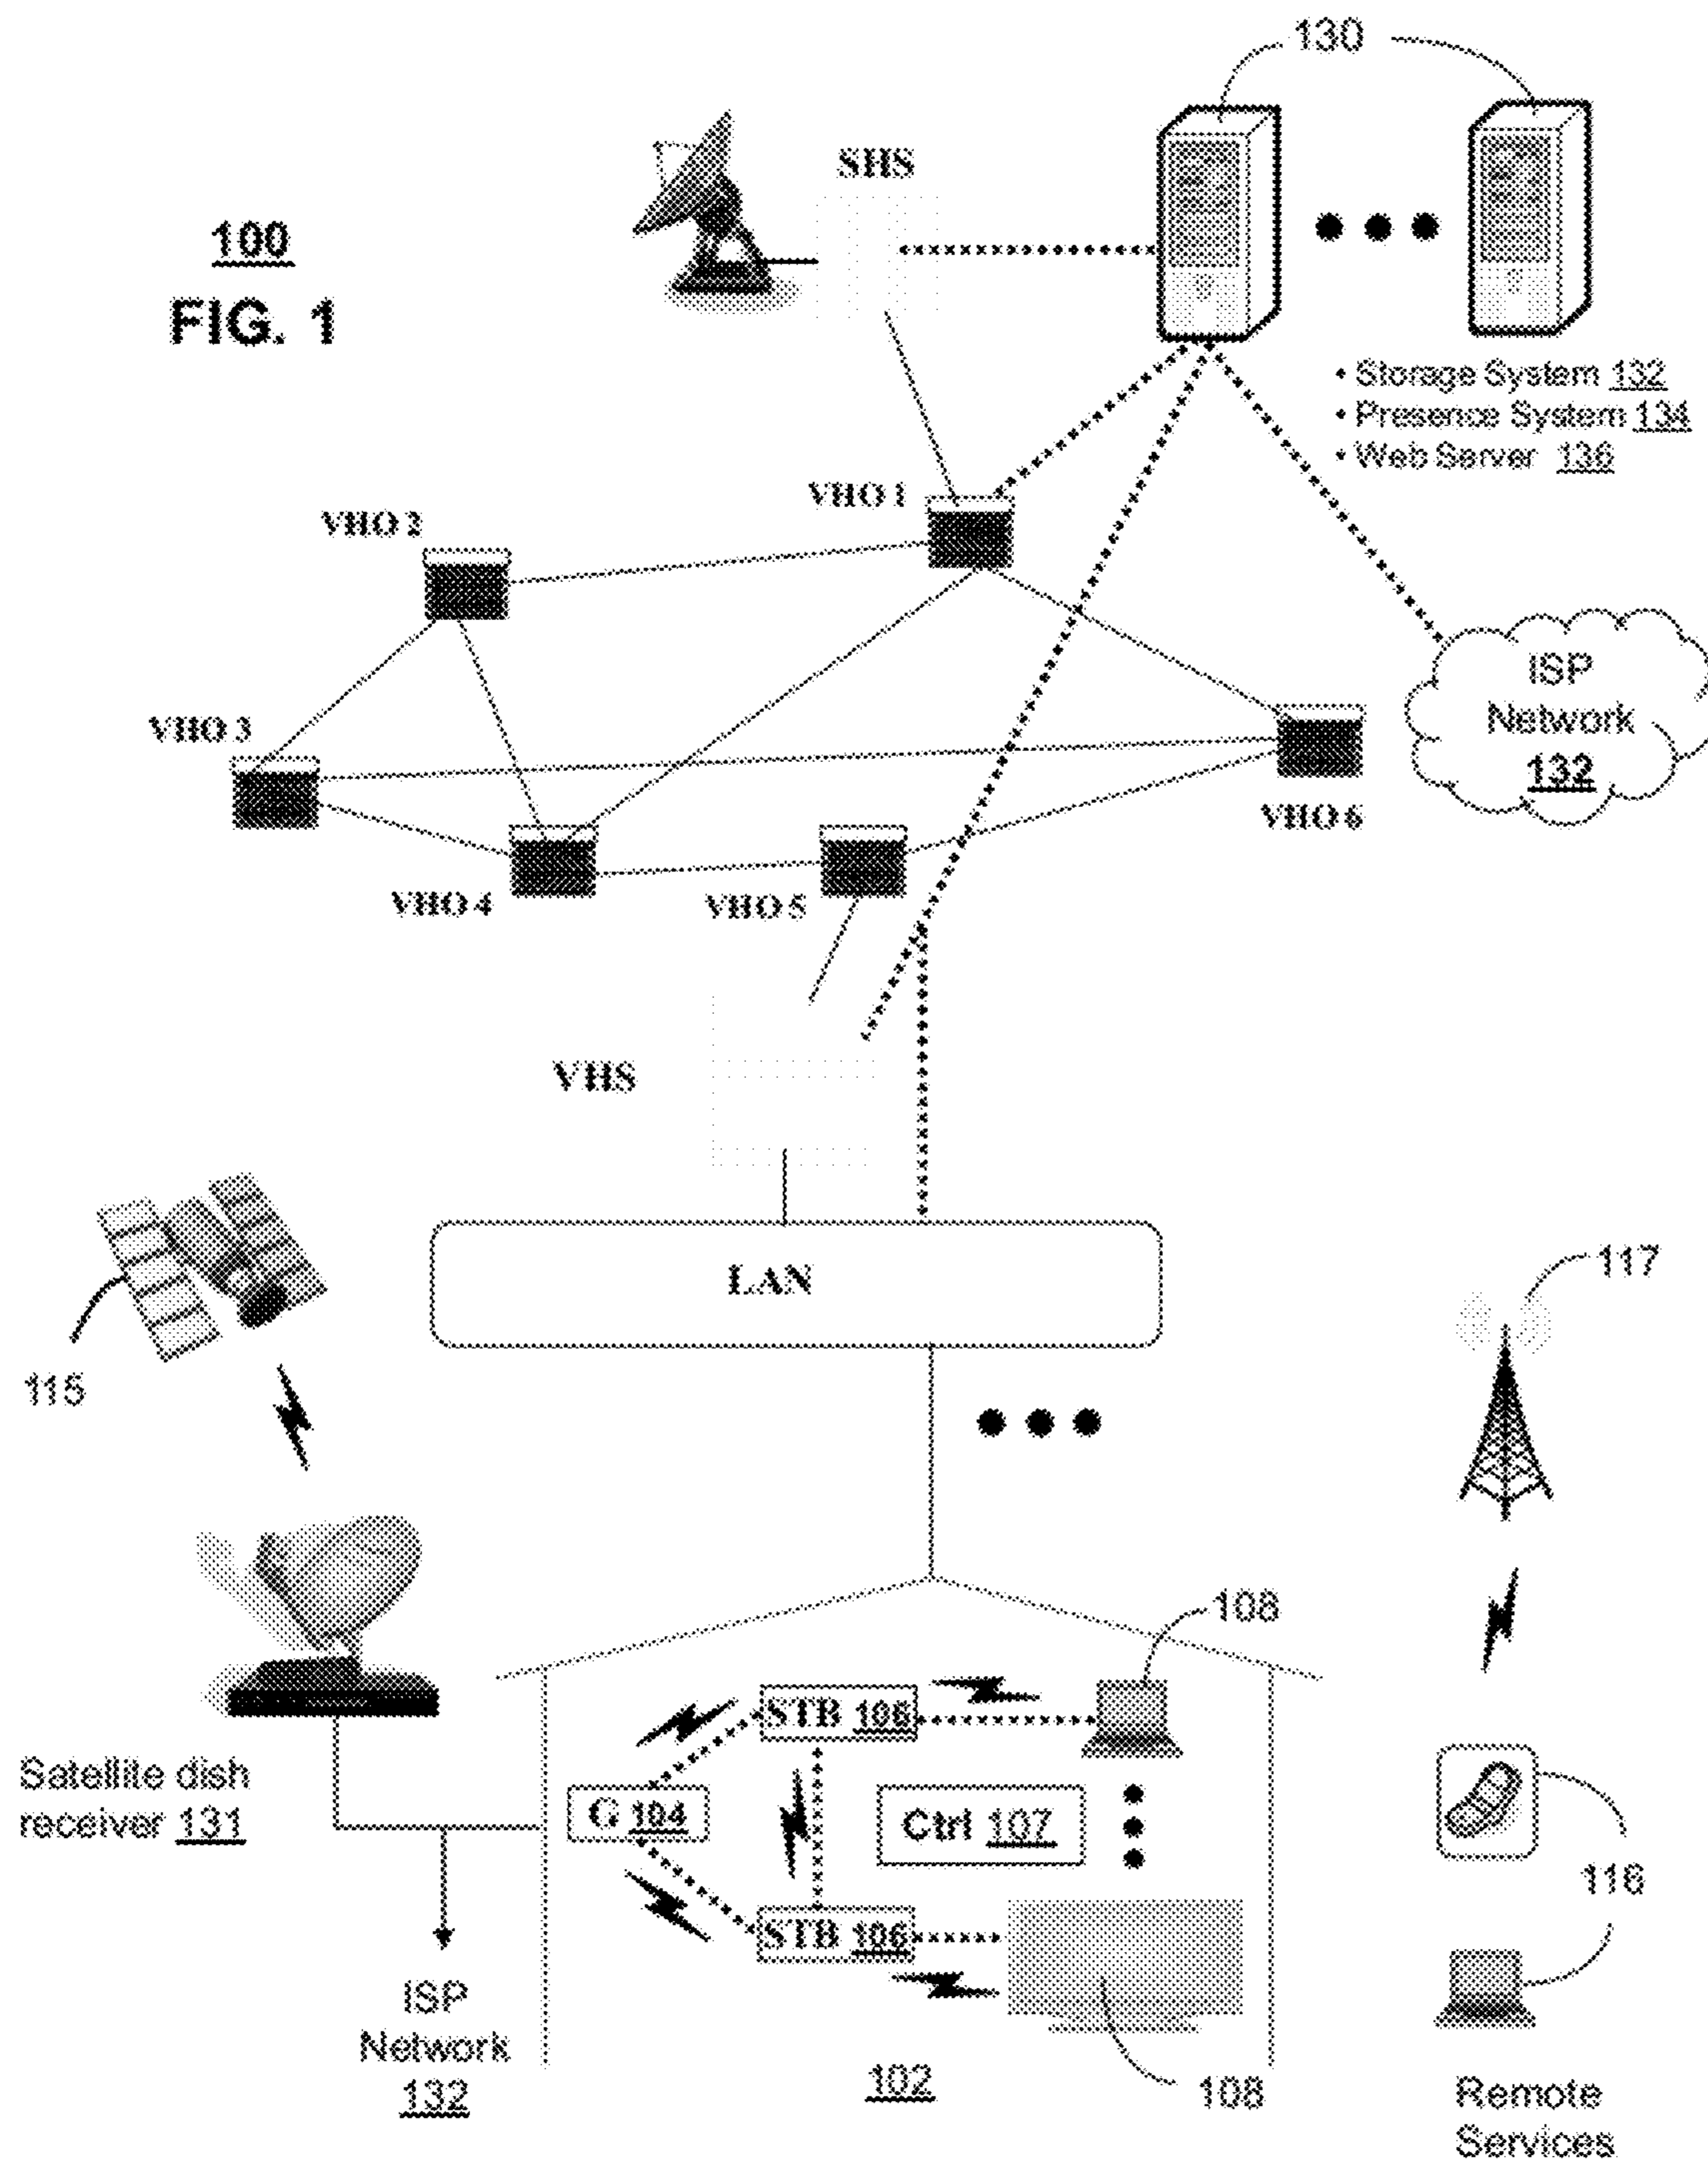 130
SHS
100
FIG. 1
• Storage System 132
• Presence System 134
• Web Server 136
VHO 1
VHO 2
ISP
Network
132
VHO 3
VHO 6
VHO 4
VHO 5
VHS
LAN
117
115
108
STB 106
Satellite dish
receiver 131
G 104
Ctrl 107
116
STB 106
ISP
Network
132
102
108
Remote
Services